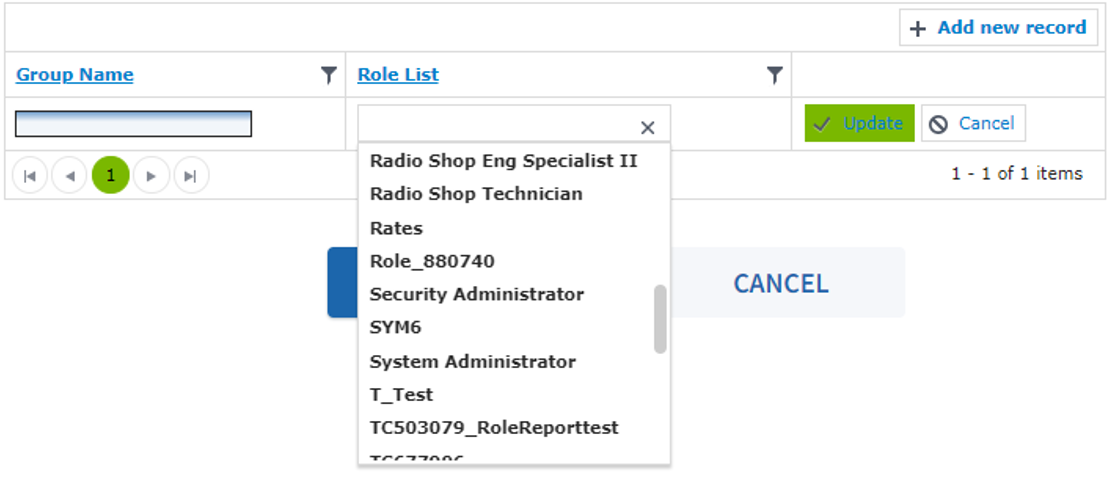 + Add new record
Group Name
Role List
Update
Cancel
Radio Shop Eng Specialist II
Radio Shop Technician
Rates
Role_880740
Security Administrator
SYM6
System Administrator
T_Test
TC503079_RoleReporttest
1
1 - 1 of 1 items
CANCEL